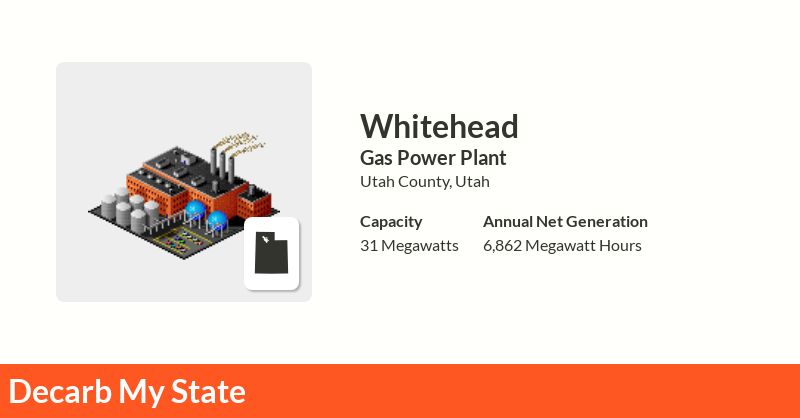 Whitehead
Gas Power Plant
Utah County, Utah
Capacity
31 Megawatts
Annual Net Generation
6,862 Megawatt Hours
Decarb My State